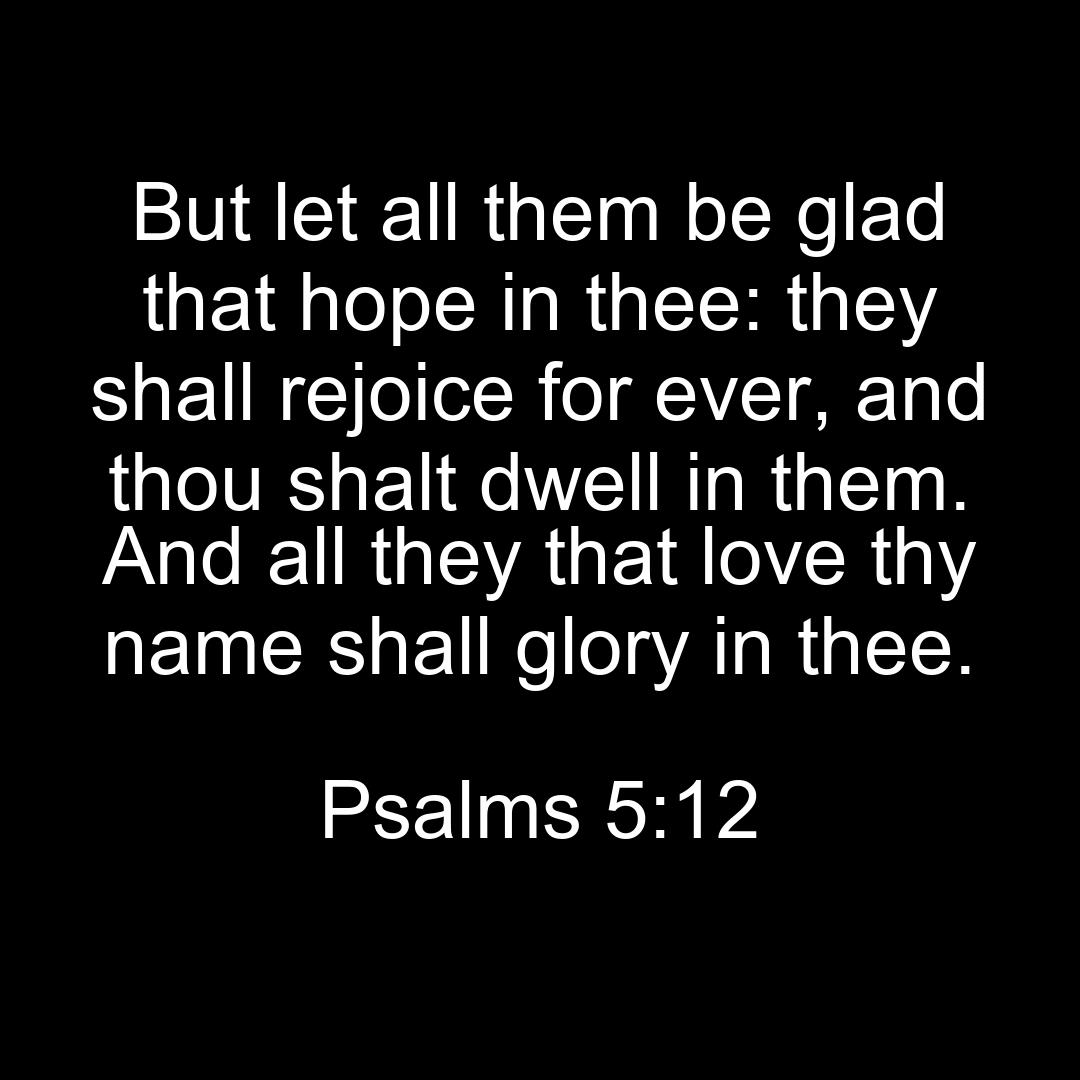 But let all them be glad
that hope in thee: they
shall rejoice for ever, and
thou shalt dwell in them.
And all they that love thy
name shall glory in thee.
Psalms 5:12